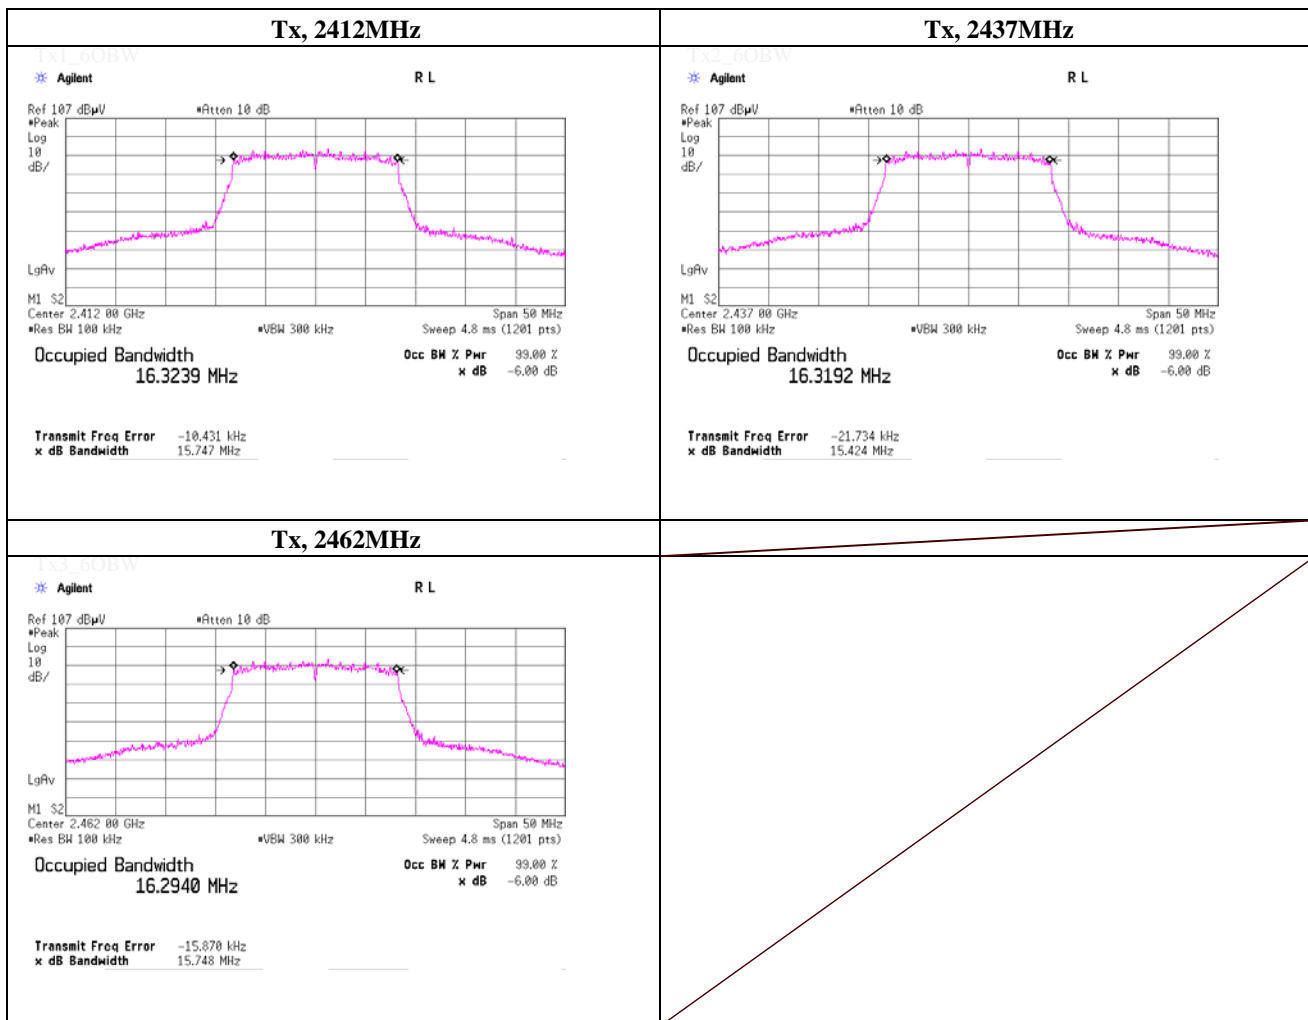 Tx, 2412MHz
Tx1_6OBW
Agilent R L
Ref 107 dBµV #Atten 10 dB
#Peak
Log
10
dB/
LgAv
M1 S2
Center 2.412 00 GHz Span 50 MHz
#Res BW 100 kHz #VBW 300 kHz Sweep 4.8 ms (1201 pts)
Occupied Bandwidth Occ BW % Pwr 99.00 %
16.3239 MHz x dB -6.00 dB
Transmit Freq Error -10.431 kHz
x dB Bandwidth 15.747 MHz
Tx, 2437MHz
Tx2_6OBW
Agilent R L
Ref 107 dBµV #Atten 10 dB
#Peak
Log
10
dB/
LgAv
M1 S2
Center 2.437 00 GHz Span 50 MHz
#Res BW 100 kHz #VBW 300 kHz Sweep 4.8 ms (1201 pts)
Occupied Bandwidth Occ BW % Pwr 99.00 %
16.3192 MHz x dB -6.00 dB
Transmit Freq Error -21.734 kHz
x dB Bandwidth 15.424 MHz
Tx, 2462MHz
Tx3_6OBW
Agilent R L
Ref 107 dBµV #Atten 10 dB
#Peak
Log
10
dB/
LgAv
M1 S2
Center 2.462 00 GHz Span 50 MHz
#Res BW 100 kHz #VBW 300 kHz Sweep 4.8 ms (1201 pts)
Occupied Bandwidth Occ BW % Pwr 99.00 %
16.2940 MHz x dB -6.00 dB
Transmit Freq Error -15.870 kHz
x dB Bandwidth 15.748 MHz